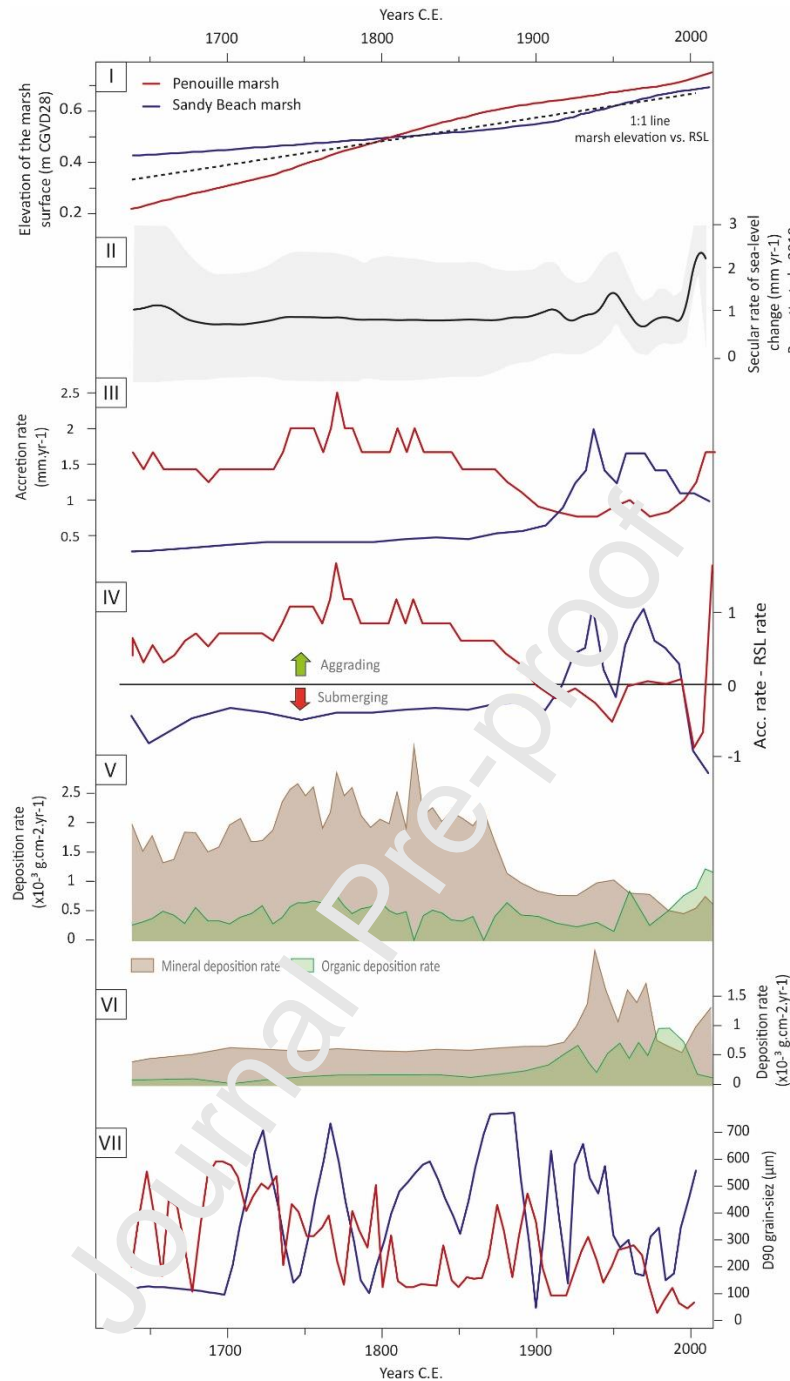 Years C.E.
1700 1800 1900 2000
I
Penouille marsh
Sandy Beach marsh
1:1 line
marsh elevation vs. RSL
Elevation of the marsh
surface (m CGVD28)
0.6
0.4
0.2
II
3
2
1
0
Secular rate of sea-level
change (mm yr-1)
III
Accretion rate
(mm.yr-1)
2.5
2
1.5
1
0.5
IV
Aggrading
Submerging
1
0
-1
Acc. rate - RSL rate
V
Deposition rate
(x10-³ g.cm-2.yr-1)
2.5
2
1.5
1
0.5
0
Mineral deposition rate
Organic deposition rate
VI
1.5
1
0.5
0
Deposition rate
(x10-³ g.cm-2.yr-1)
VII
700
600
500
400
300
200
100
0
D90 grain-siez (µm)
1700 1800 1900 2000
Years C.E.
Journal Pre-proof